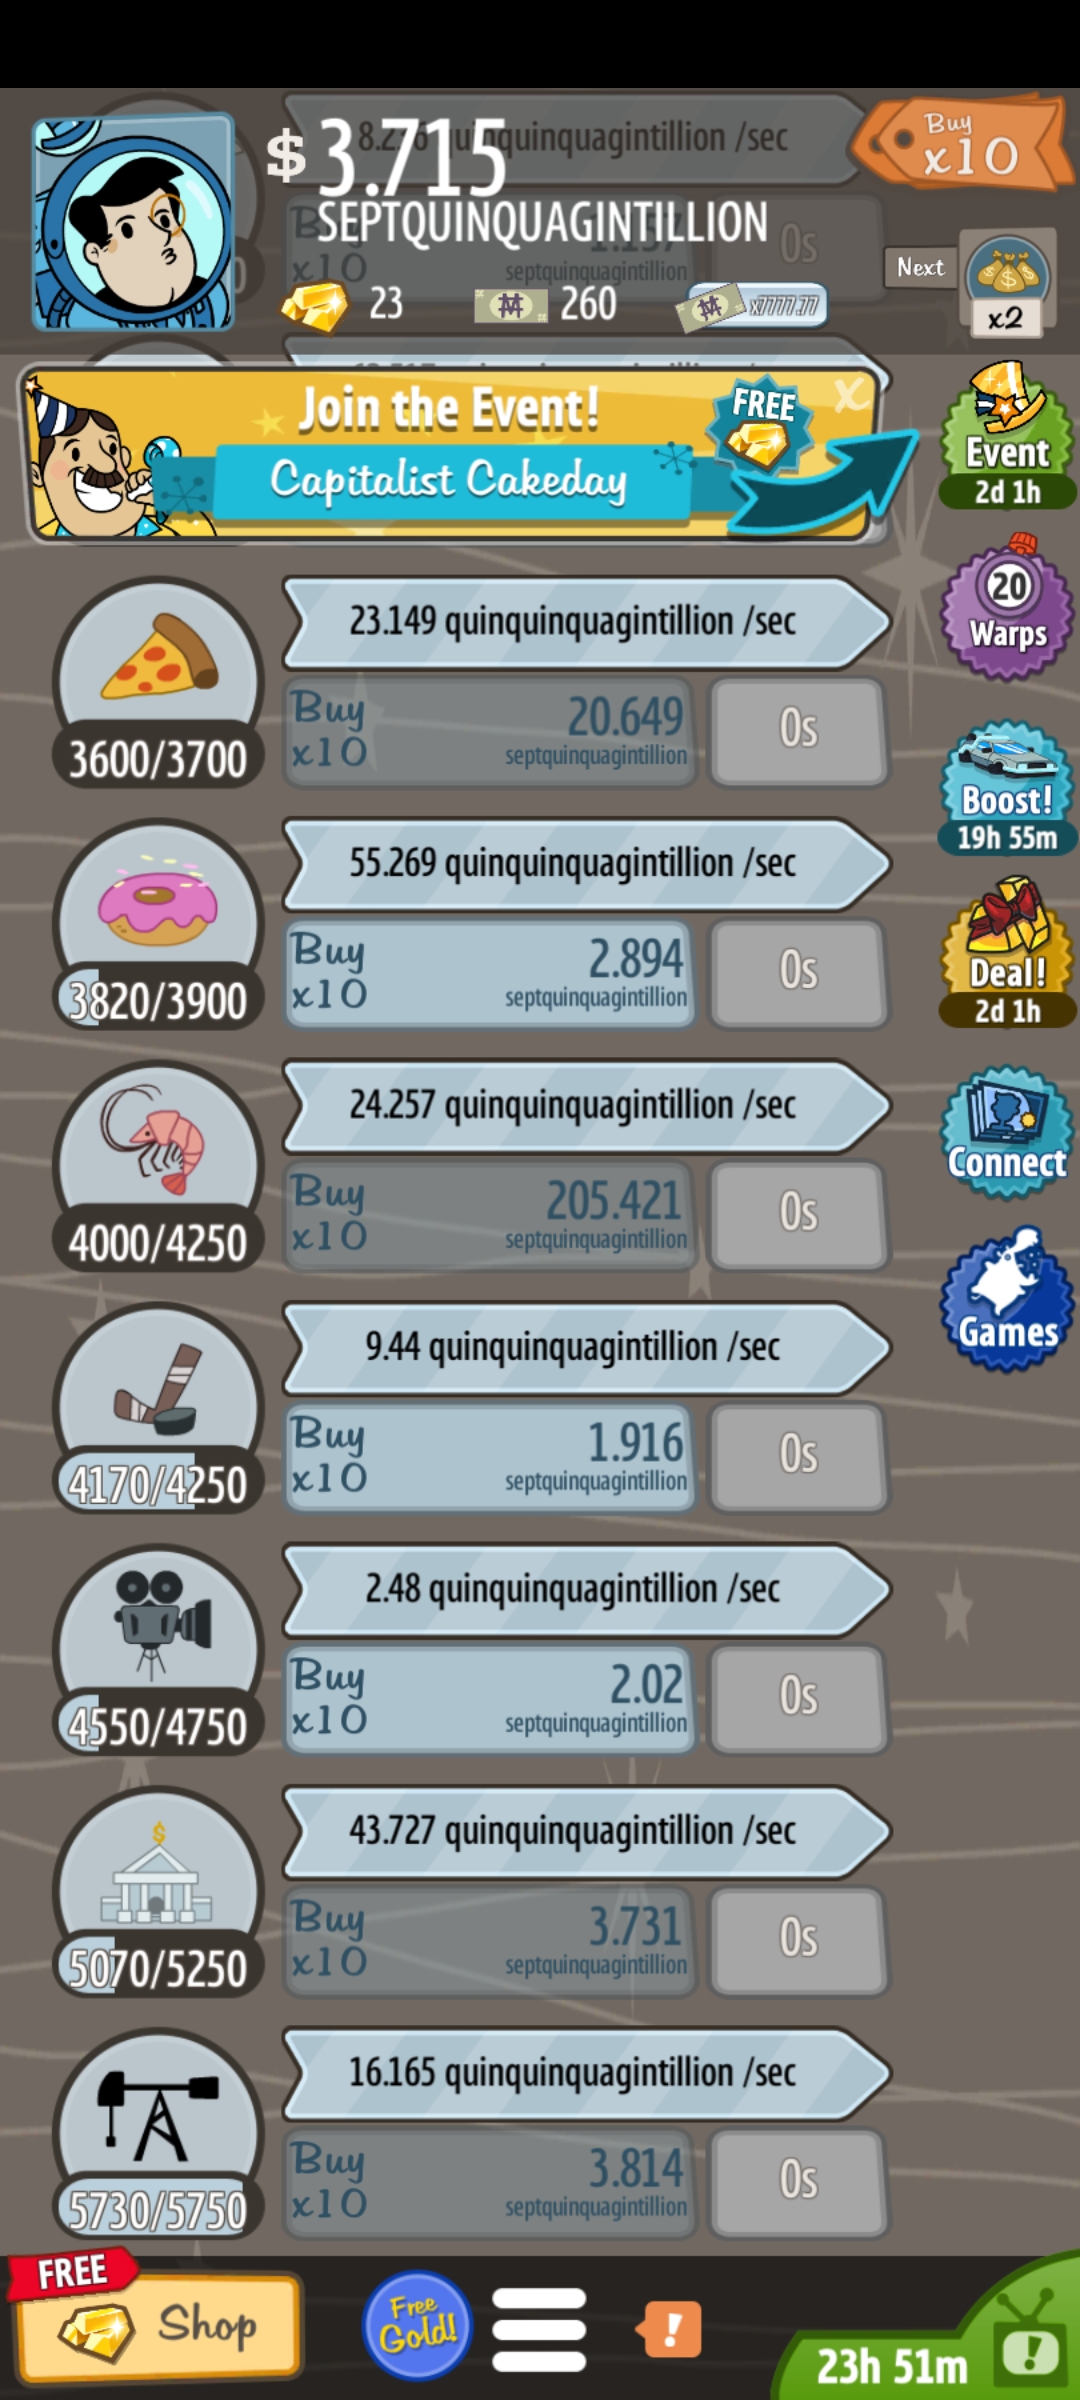 8.2 6 quinquinquagintillion /sec
$ 3.715
SEPTQUINQUAGINTILLION
Buy
x10
Buy
x10
1.157
septquinquagintillion
0s
23
260
x7777.77
Next
x2
Join the Event!
Capitalist Cakeday
FREE
x
Event
2d 1h
20
Warps
Boost!
19h 55m
Deal!
2d 1h
Connect
Games
23.149 quinquinquagintillion /sec
3600/3700
Buy
x10
20.649
septquinquagintillion
0s
55.269 quinquinquagintillion /sec
3820/3900
Buy
x10
2.894
septquinquagintillion
0s
24.257 quinquinquagintillion /sec
4000/4250
Buy
x10
205.421
septquinquagintillion
0s
9.44 quinquinquagintillion /sec
4170/4250
Buy
x10
1.916
septquinquagintillion
0s
2.48 quinquinquagintillion /sec
4550/4750
Buy
x10
2.02
septquinquagintillion
0s
$
43.727 quinquinquagintillion /sec
5070/5250
Buy
x10
3.731
septquinquagintillion
0s
16.165 quinquinquagintillion /sec
5730/5750
Buy
x10
3.814
septquinquagintillion
0s
FREE
Shop
Free
Gold!
!
23h 51m
!